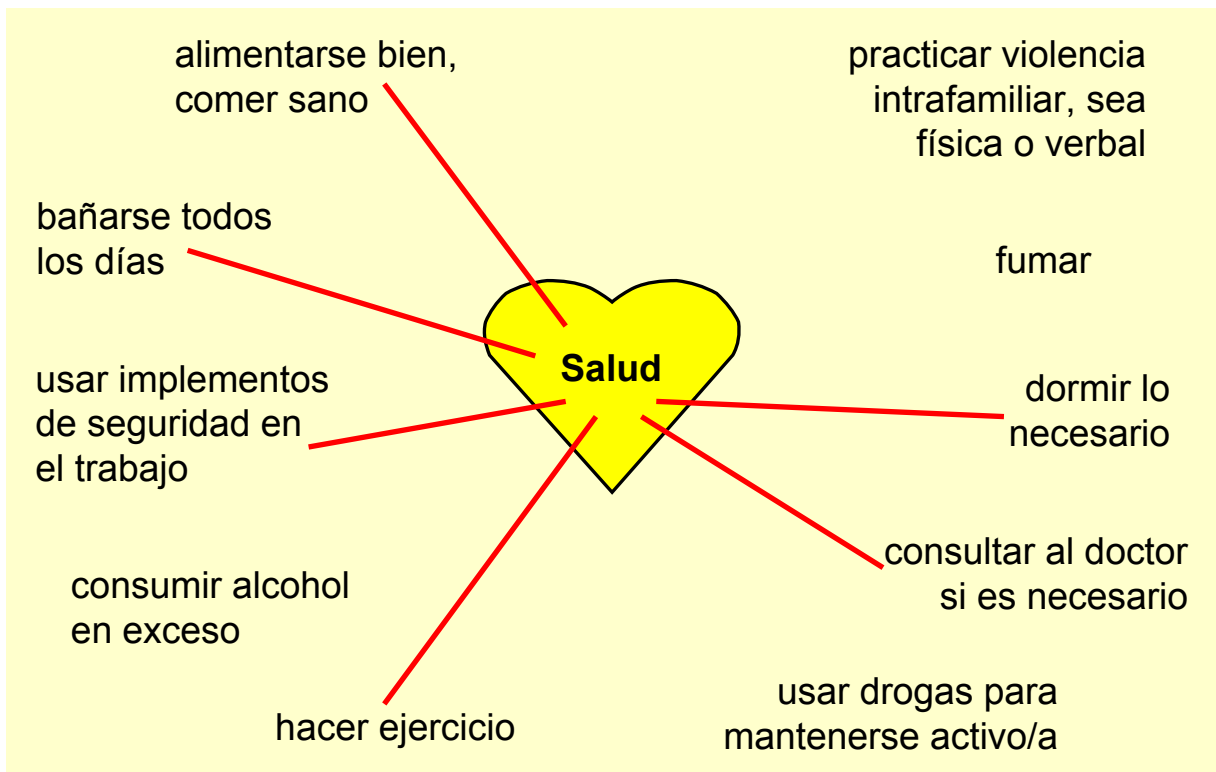 alimentarse bien,
comer sano
practicar violencia
intrafamiliar, sea
física o verbal
bañarse todos
los días
fumar
Salud
usar implementos
de seguridad en
el trabajo
dormir lo
necesario
consultar al doctor
si es necesario
consumir alcohol
en exceso
usar drogas para
mantenerse activo/a
hacer ejercicio